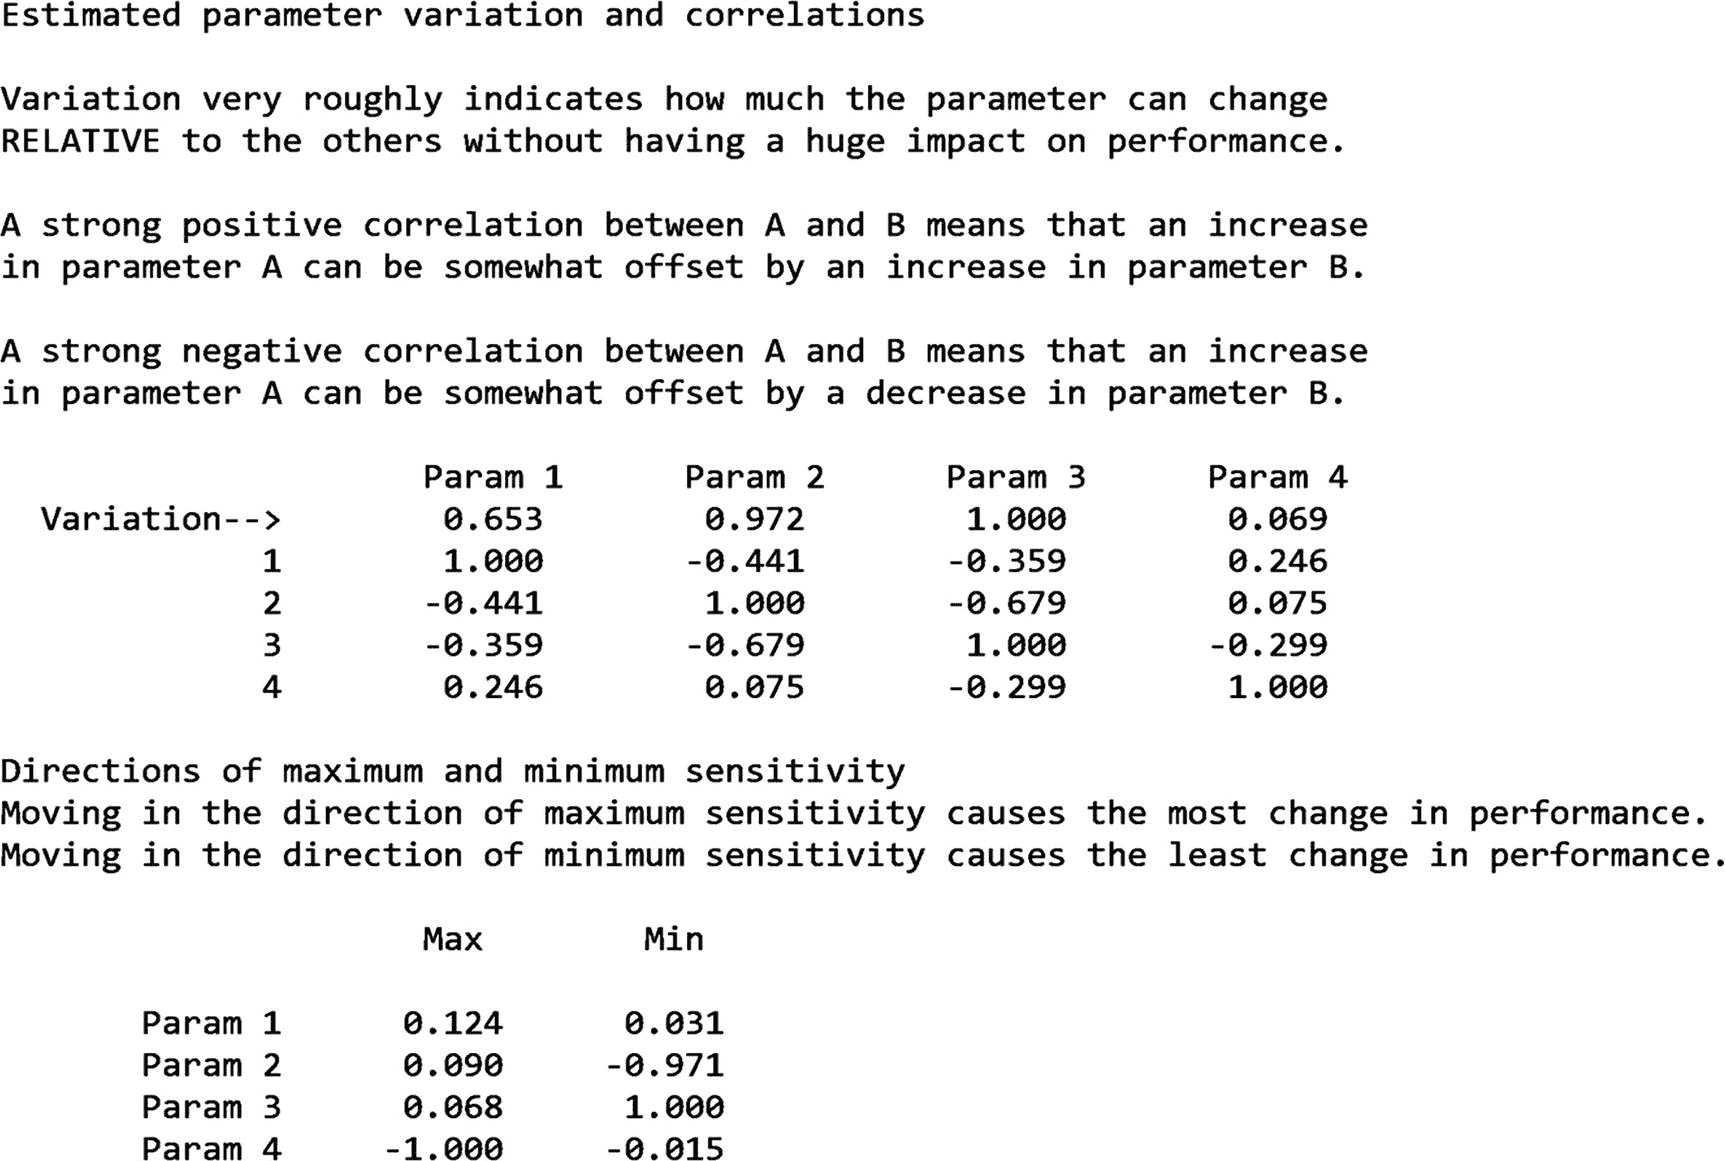 Estimated parameter variation and correlations
Variation very roughly indicates how much the parameter can change
RELATIVE to the others without having a huge impact on performance.
A strong positive correlation between A and B means that an increase
in parameter A can be somewhat offset by an increase in parameter B.
A strong negative correlation between A and B means that an increase
in parameter A can be somewhat offset by a decrease in parameter B.
Param 1 Param 2 Param 3 Param 4
Variation--> 0.653 0.972 1.000 0.069
1 1.000 -0.441 -0.359 0.246
2 -0.441 1.000 -0.679 0.075
3 -0.359 -0.679 1.000 -0.299
4 0.246 0.075 -0.299 1.000
Directions of maximum and minimum sensitivity
Moving in the direction of maximum sensitivity causes the most change in performance.
Moving in the direction of minimum sensitivity causes the least change in performance.
Max Min
Param 1 0.124 0.031
Param 2 0.090 -0.971
Param 3 0.068 1.000
Param 4 -1.000 -0.015